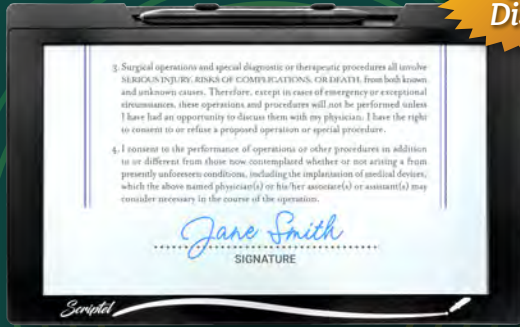 Di
3. Surgical operations and special diagnostic or therapeutic procedures all involve
SERIOUS INJURY, RISKS OF COMPLICATIONS, OR DEATH, from both known
and unknown causes. Therefore, except in cases of emergency or exceptional
circumstances, these operations and procedures will not be performed unless
I have had an opportunity to discuss them with my physician. I have the right
to consent to or refuse a proposed operation or special procedure.
4. I consent to the performance of operations or other procedures in addition
to or different from those now contemplated whether or not arising a from
presently unforeseen conditions, including the implantation of medical devices,
which the above named physician(s) or his/her associate(s) or assistant(s) may
consider necessary in the course of the operation.
Jane Smith
SIGNATURE
Scriptel